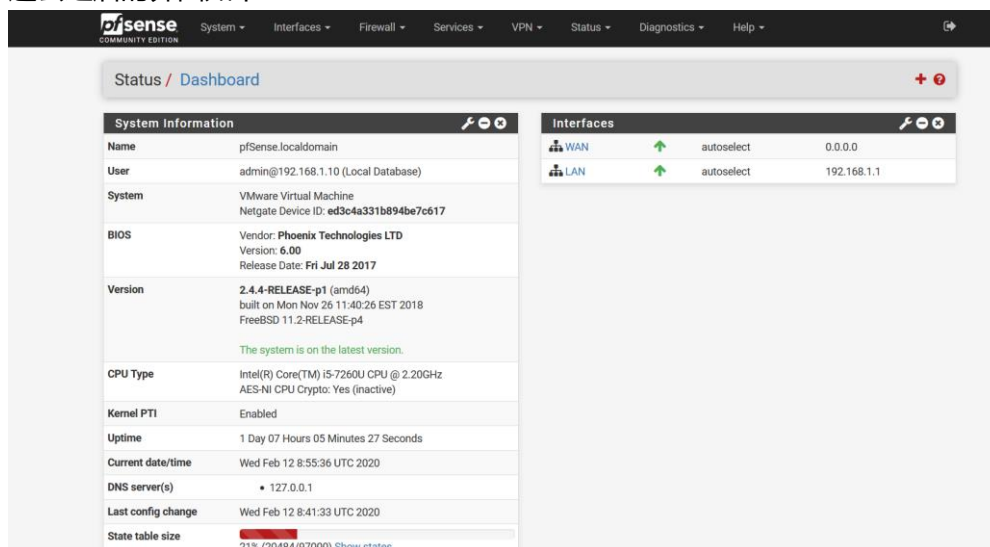 pfsense
COMMUNITY EDITION
System
Interfaces
Firewall
Services
VPN
Status
Diagnostics
Help
Status / Dashboard
System Information
Name pfSense.localdomain
User admin@192.168.1.10 (Local Database)
System VMware Virtual Machine
Netgate Device ID: ed3c4a331b894be7c617
BIOS Vendor: Phoenix Technologies LTD
Version: 6.00
Release Date: Fri Jul 28 2017
Version 2.4.4-RELEASE-p1 (amd64)
built on Mon Nov 26 11:40:26 EST 2018
FreeBSD 11.2-RELEASE-p4
The system is on the latest version.
CPU Type Intel(R) Core(TM) i5-7260U CPU @ 2.20GHz
AES-NI CPU Crypto: Yes (inactive)
Kernel PTI Enabled
Uptime 1 Day 07 Hours 05 Minutes 27 Seconds
Current date/time Wed Feb 12 8:55:36 UTC 2020
DNS server(s) • 127.0.0.1
Last config change Wed Feb 12 8:41:33 UTC 2020
State table size
21% (20484/97000) Show states
Interfaces
WAN autoselect 0.0.0.0
LAN autoselect 192.168.1.1